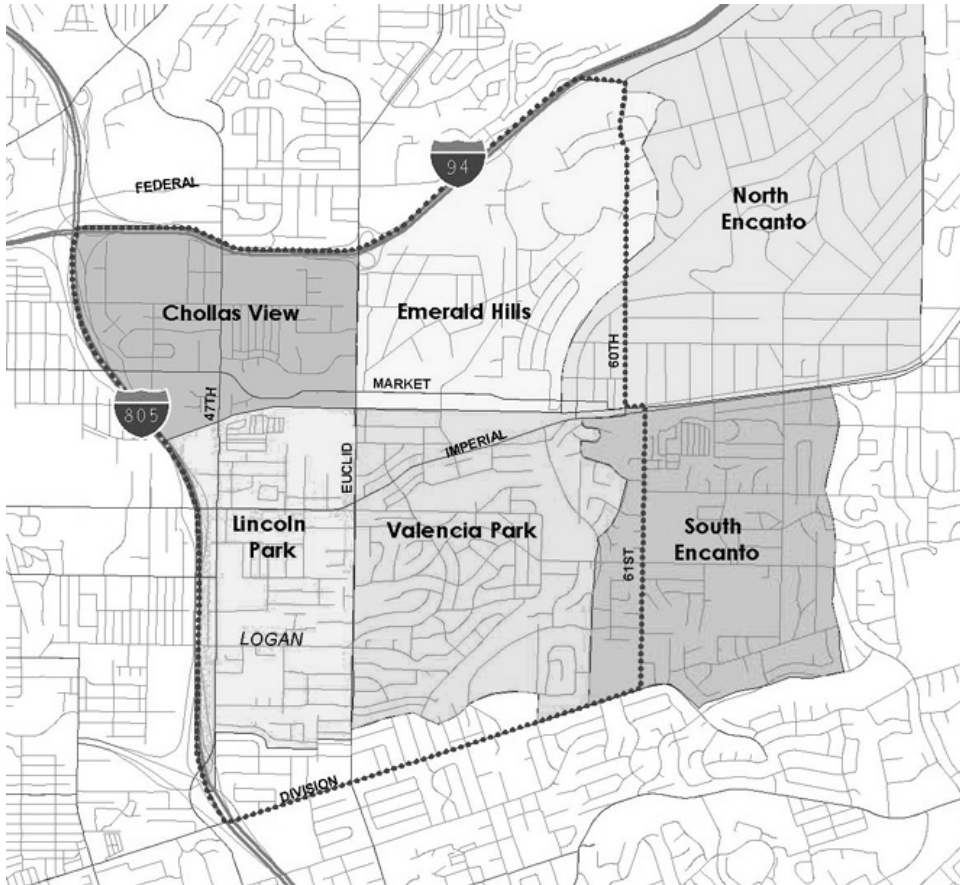 94
FEDERAL
North
Encanto
Chollas View
Emerald Hills
60TH
MARKET
47TH
805
IMPERIAL
EUCLID
Lincoln
Park
Valencia Park
South
Encanto
61ST
LOGAN
DIVISION